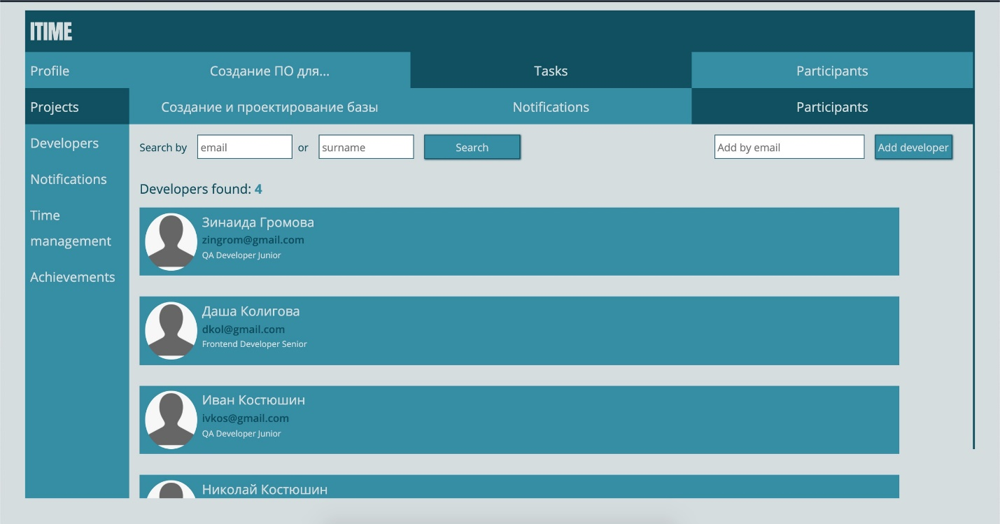 ITIME
Profile
Создание ПО для...
Tasks
Participants
Projects
Создание и проектирование базы
Notifications
Participants
Developers
Notifications
Time
management
Achievements
Search by email or surname Search
Add by email Add developer
Developers found: 4
Зинаида Громова
zingrom@gmail.com
QA Developer Junior
Даша Колигова
dkol@gmail.com
Frontend Developer Senior
Иван Костюшин
ivkos@gmail.com
QA Developer Junior
Николай Костюшин